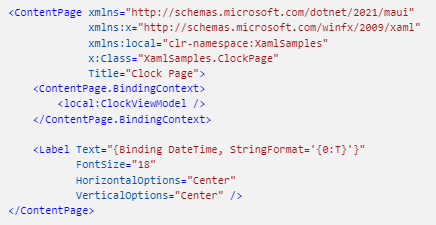 <ContentPage xmlns="http://schemas.microsoft.com/dotnet/2021/maui"
             xmlns:x="http://schemas.microsoft.com/winfx/2009/xaml"
             xmlns:local="clr-namespace:XamlSamples"
             x:Class="XamlSamples.ClockPage"
             Title="Clock Page">
    <ContentPage.BindingContext>
        <local:ClockViewModel />
    </ContentPage.BindingContext>

    <Label Text="{Binding DateTime, StringFormat='{0:T}'}"
           FontSize="18"
           HorizontalOptions="Center"
           VerticalOptions="Center" />
</ContentPage>